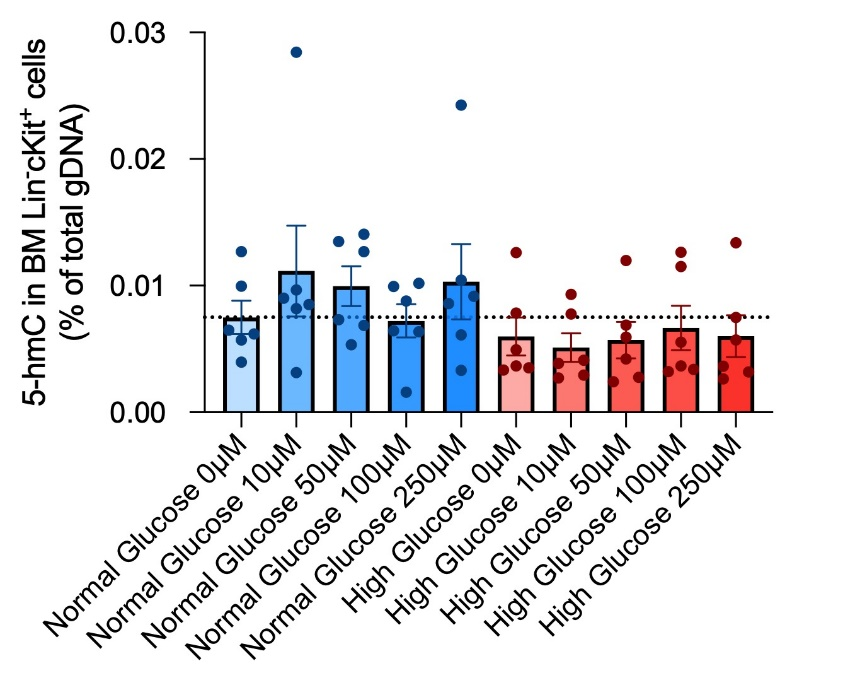 5-hmC in BM Lin⁻cKit⁺ cells
(% of total gDNA)
0.03
0.02
0.01
0.00
Normal Glucose 0µM
Normal Glucose 10µM
Normal Glucose 50µM
Normal Glucose 100µM
Normal Glucose 250µM
High Glucose 0µM
High Glucose 10µM
High Glucose 50µM
High Glucose 100µM
High Glucose 250µM